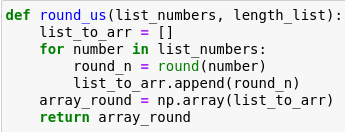 def round_us(list_numbers, length_list):
    list_to_arr = []
    for number in list_numbers:
        round_n = round(number)
        list_to_arr.append(round_n)
    array_round = np.array(list_to_arr)
    return array_round